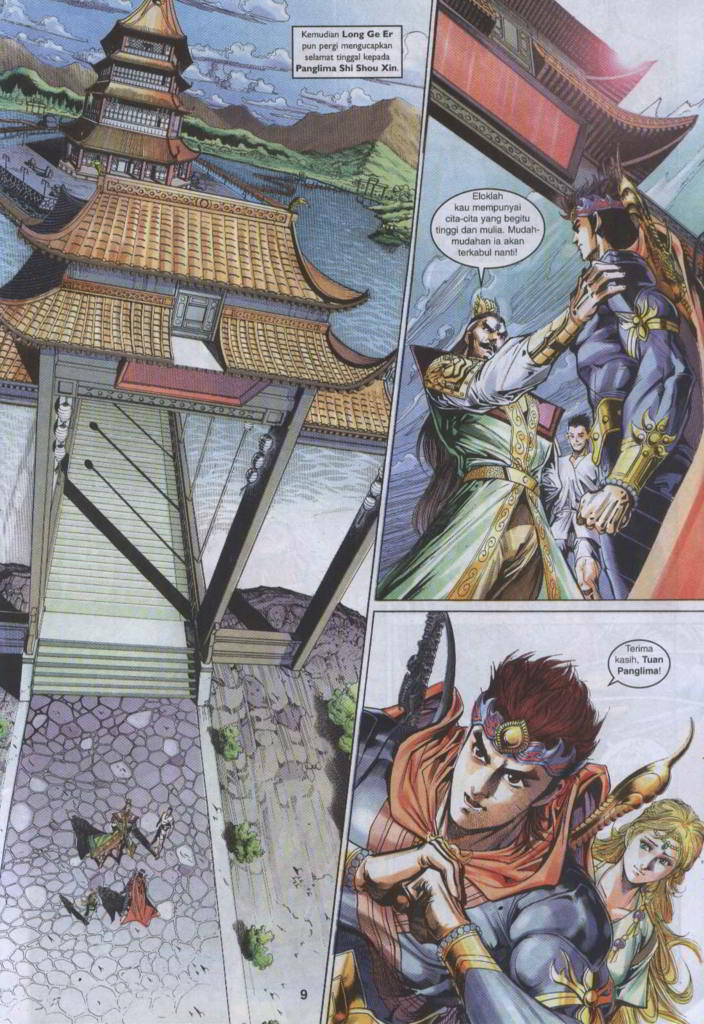 Kemudian Long Ge Er
pun pergi mengucapkan
selamat tinggal kepada
Panglima Shi Shou Xin.
Eloklah
kau mempunyai
cita-cita yang begitu
tinggi dan mulia. Mudah-
mudahan ia akan
terkabul nanti!
Terima
kasih, Tuan
Panglima!
9